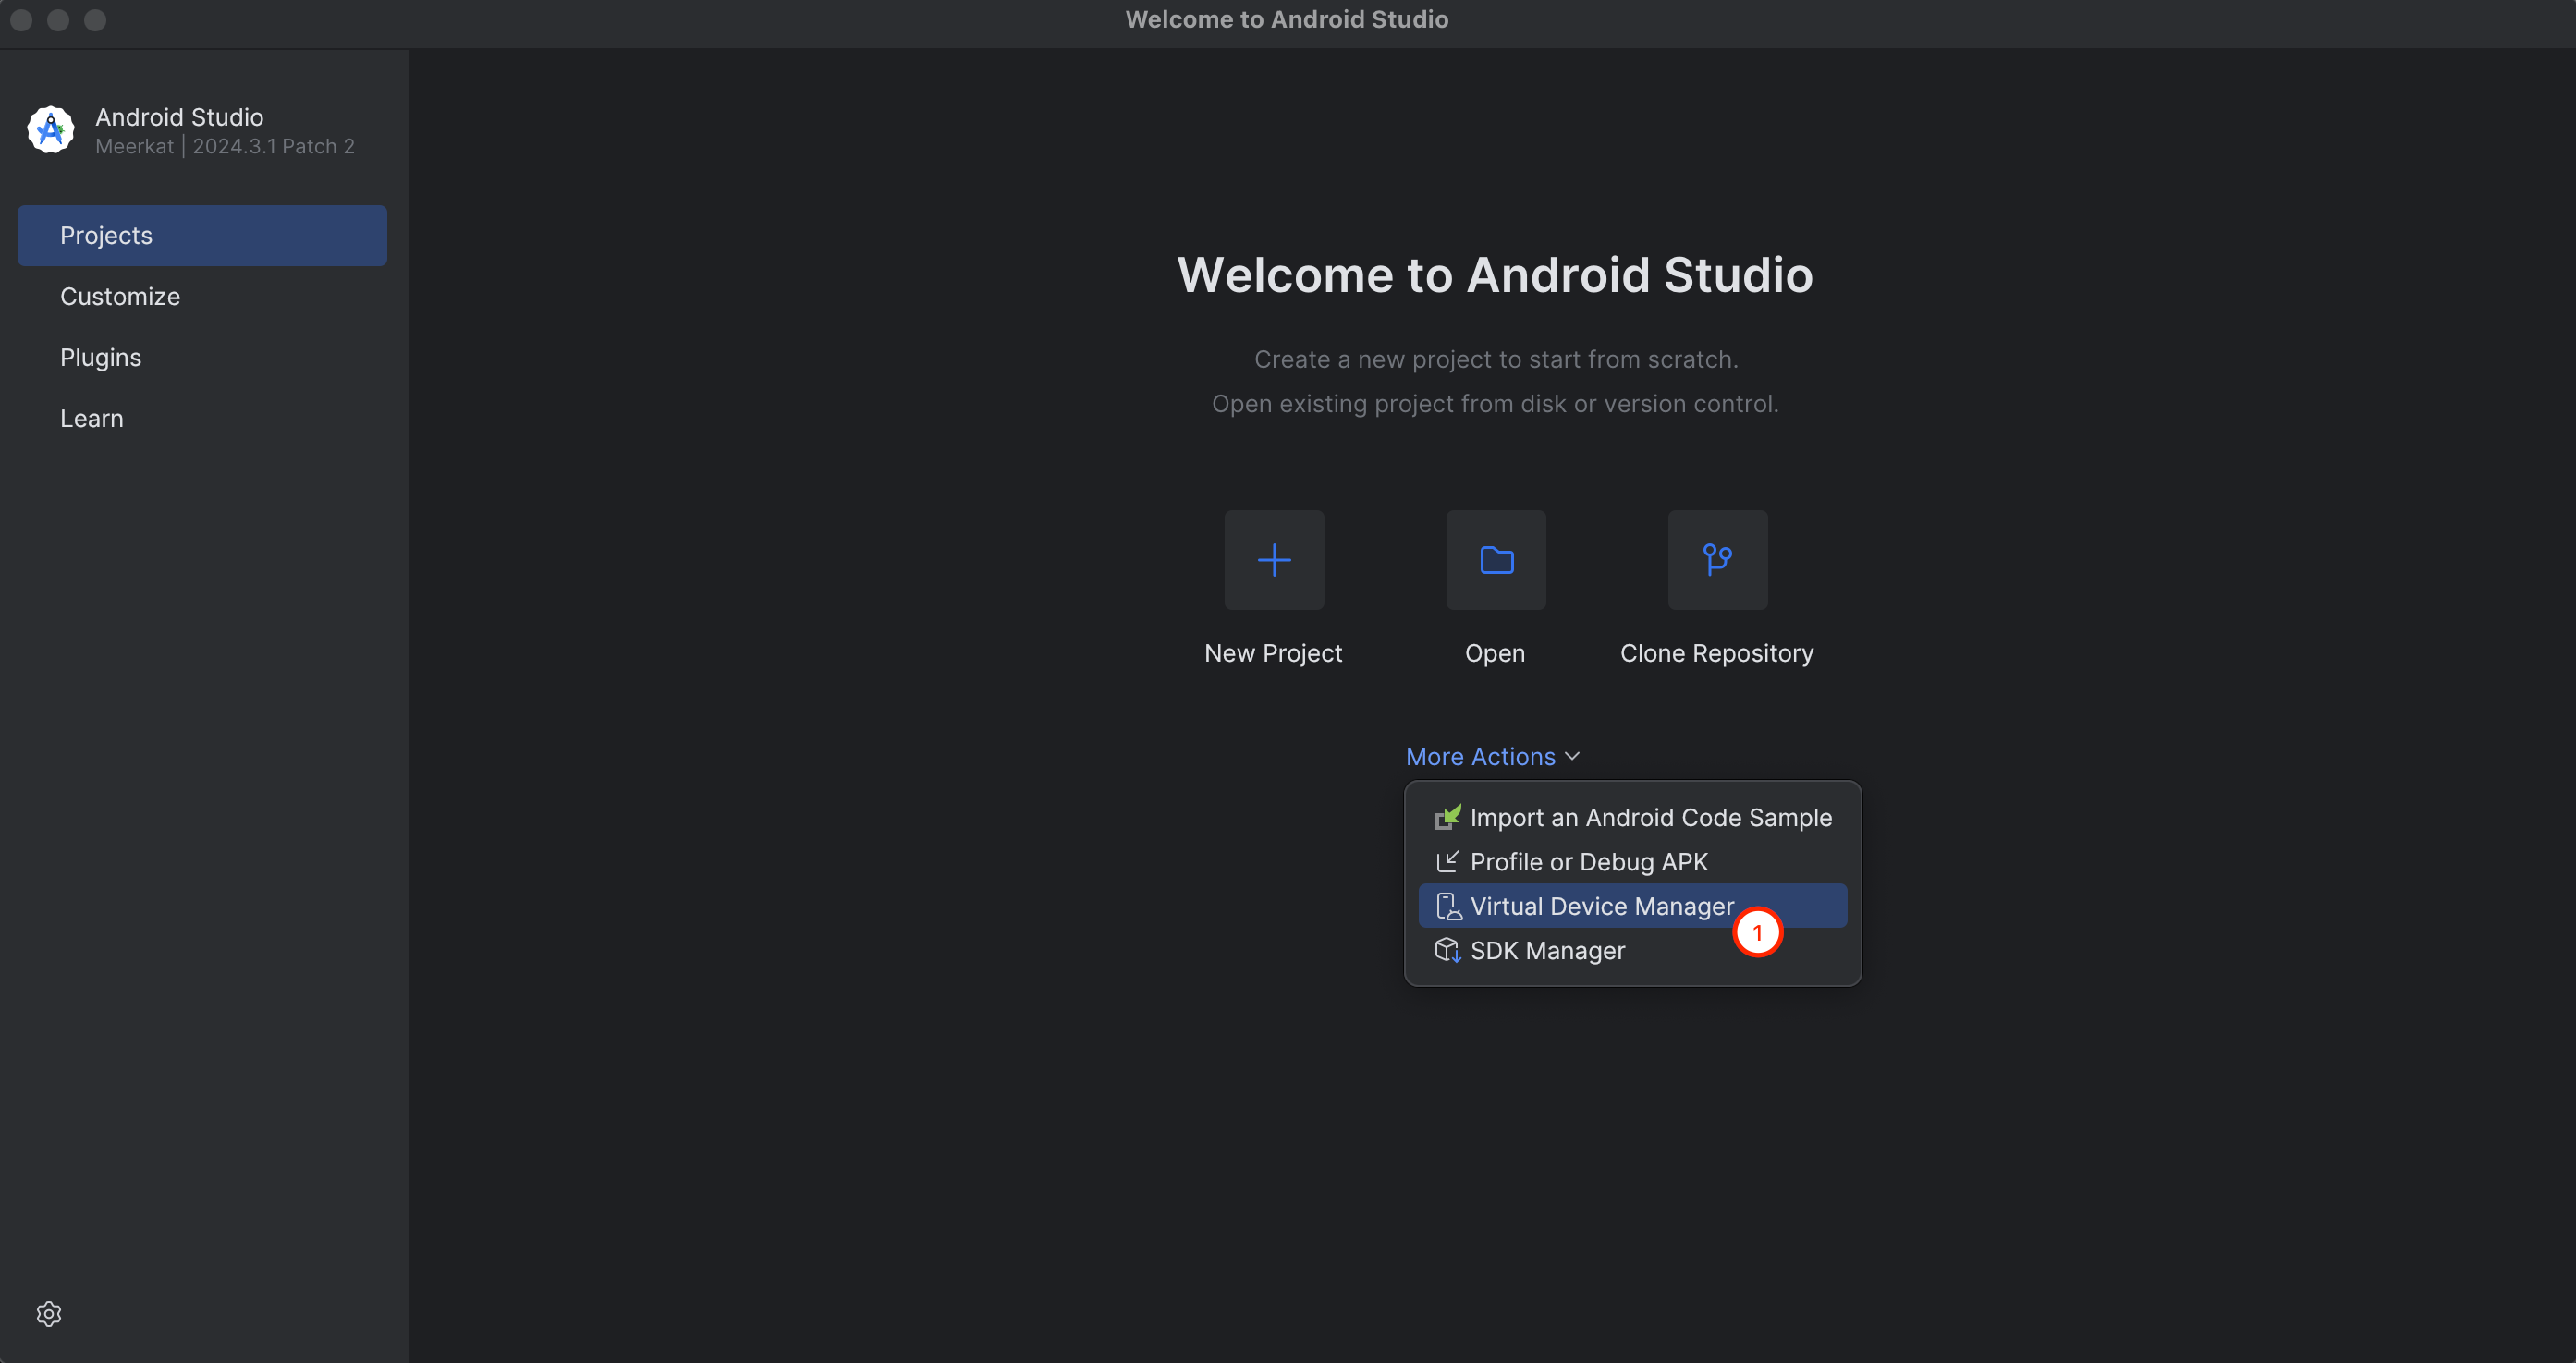 Welcome to Android Studio
Android Studio
Meerkat | 2024.3.1 Patch 2
Projects
Customize
Plugins
Learn
Welcome to Android Studio
Create a new project to start from scratch.
Open existing project from disk or version control.
New Project
Open
Clone Repository
More Actions
Import an Android Code Sample
Profile or Debug APK
Virtual Device Manager
1
SDK Manager